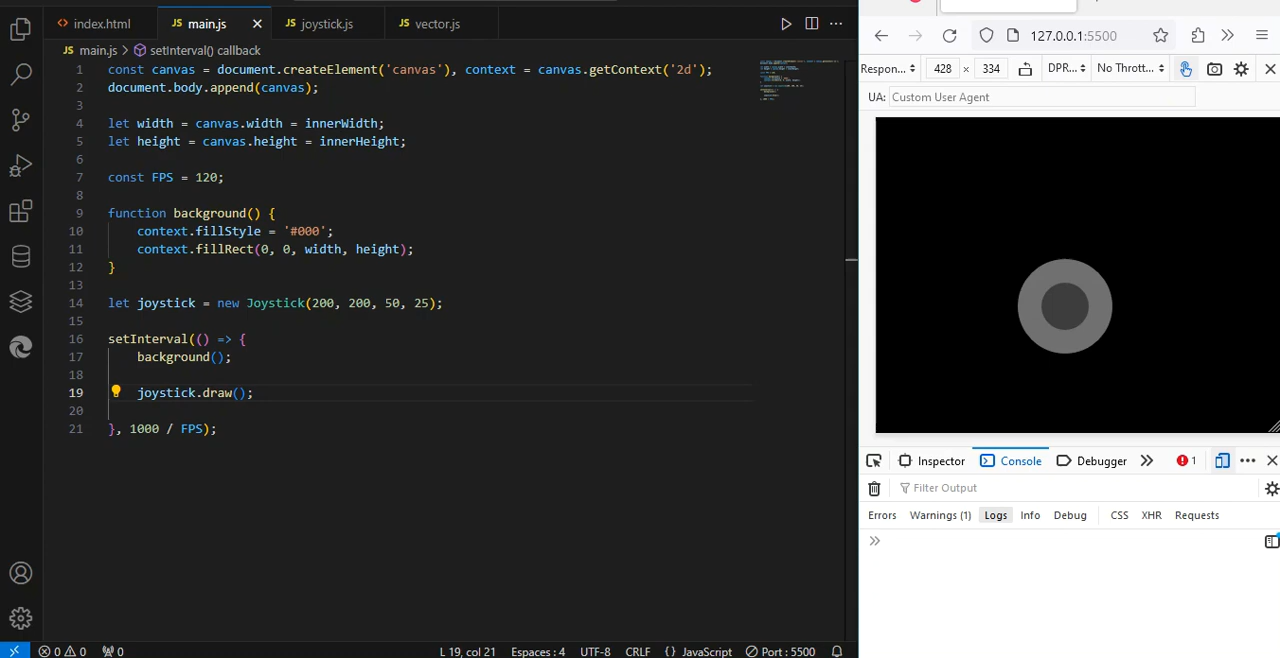 index.html
JS main.js
JS joystick.js
JS vector.js
JS main.js > setInterval() callback
1 const canvas = document.createElement('canvas'), context = canvas.getContext('2d');
2 document.body.append(canvas);
3
4 let width = canvas.width = innerWidth;
5 let height = canvas.height = innerHeight;
6
7 const FPS = 120;
8
9 function background() {
10 context.fillStyle = '#000';
11 context.fillRect(0, 0, width, height);
12 }
13
14 let joystick = new Joystick(200, 200, 50, 25);
15
16 setInterval(() => {
17 background();
18
19 joystick.draw();
20
21 }, 1000 / FPS);
0 0 0 L 19, col 21 Espaces : 4 UTF-8 CRLF {} JavaScript Port : 5500
127.0.0.1:5500
Respon... 428 × 334 DPR... No Thrott...
UA: Custom User Agent
Inspector Console Debugger 1
Filter Output
Errors Warnings (1) Logs Info Debug CSS XHR Requests